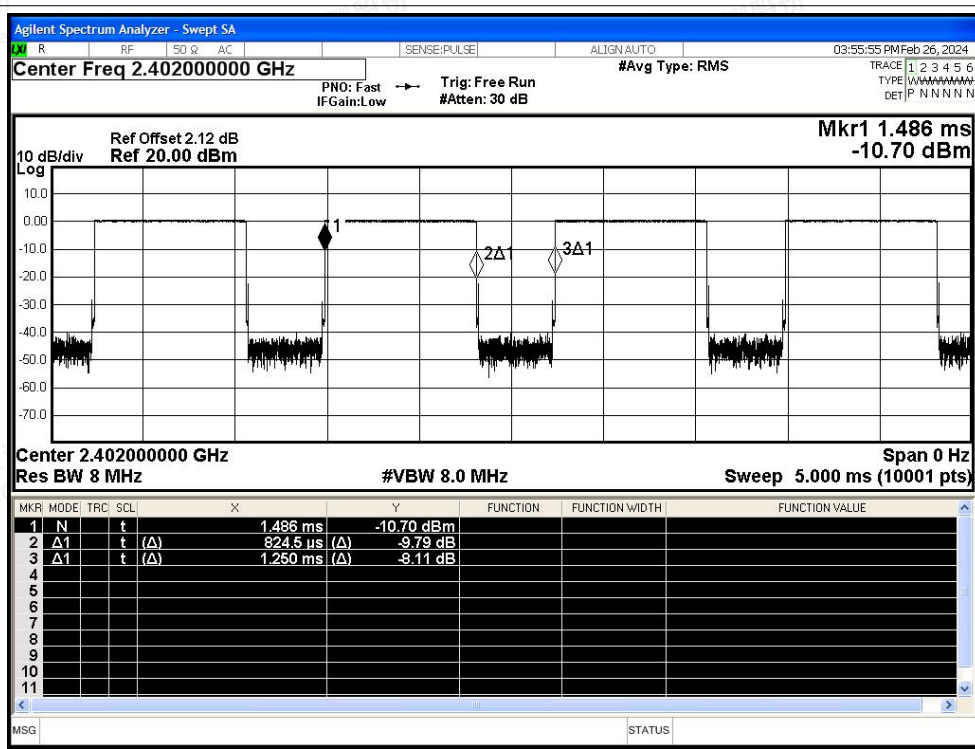 Agilent Spectrum Analyzer - Swept SA
LXI R RF 50 Ω AC SENSE:PULSE ALIGN AUTO 03:55:55 PM Feb 26, 2024
Center Freq 2.402000000 GHz #Avg Type: RMS TRACE 1 2 3 4 5 6
PNO: Fast Trig: Free Run TYPE
IFGain:Low #Atten: 30 dB DET P N N N N N
Mkr1 1.486 ms
Ref Offset 2.12 dB
10 dB/div Ref 20.00 dBm -10.70 dBm
Log
10.0
0.00
1
-10.0
2Δ1 3Δ1
-20.0
-30.0
-40.0
-50.0
-60.0
-70.0
Center 2.402000000 GHz Span 0 Hz
Res BW 8 MHz #VBW 8.0 MHz Sweep 5.000 ms (10001 pts)
MKR MODE TRC SCL X Y FUNCTION FUNCTION WIDTH FUNCTION VALUE
1 N t 1.486 ms -10.70 dBm
2 Δ1 t (Δ) 824.5 µs (Δ) -9.79 dB
3 Δ1 t (Δ) 1.250 ms (Δ) -8.11 dB
4
5
6
7
8
9
10
11
MSG STATUS